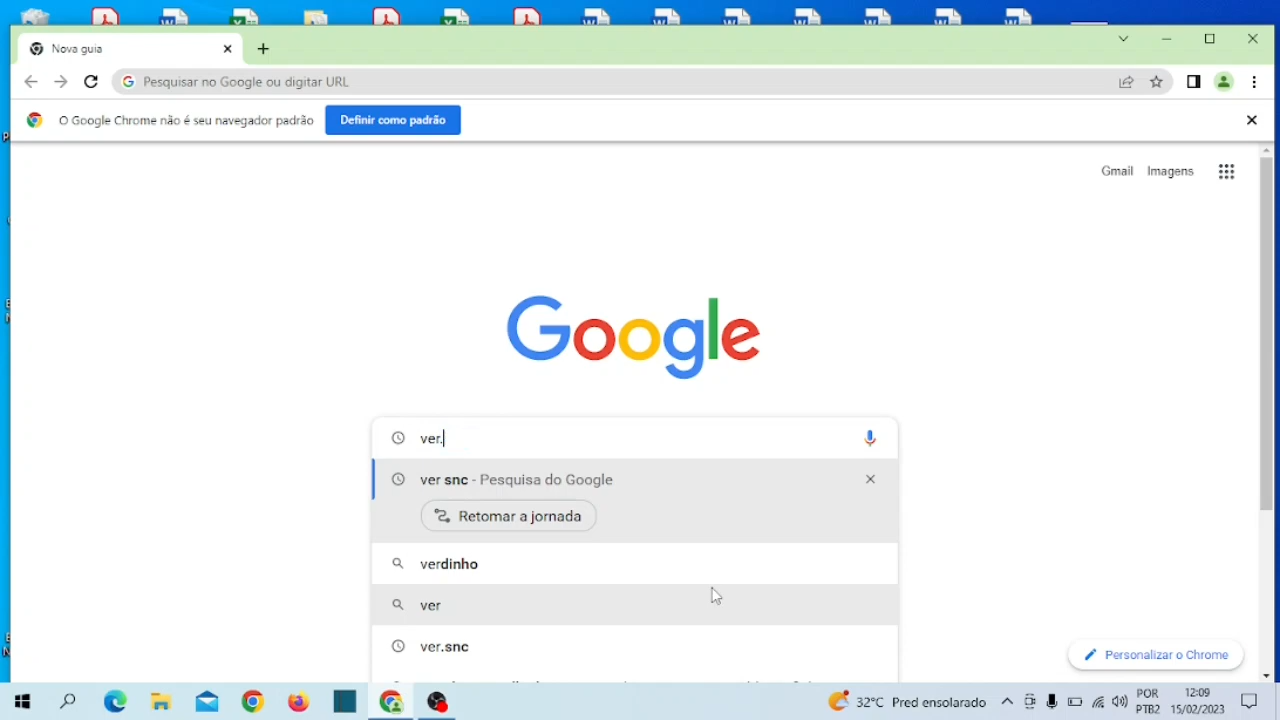 Nova guia
Pesquisar no Google ou digitar URL
O Google Chrome não é seu navegador padrão
Definir como padrão
Gmail
Imagens
Google
ver.
ver snc - Pesquisa do Google
Retomar a jornada
verdinho
ver
ver.snc
Personalizar o Chrome
32°C Pred ensolarado
POR
PTB2
12:09
15/02/2023